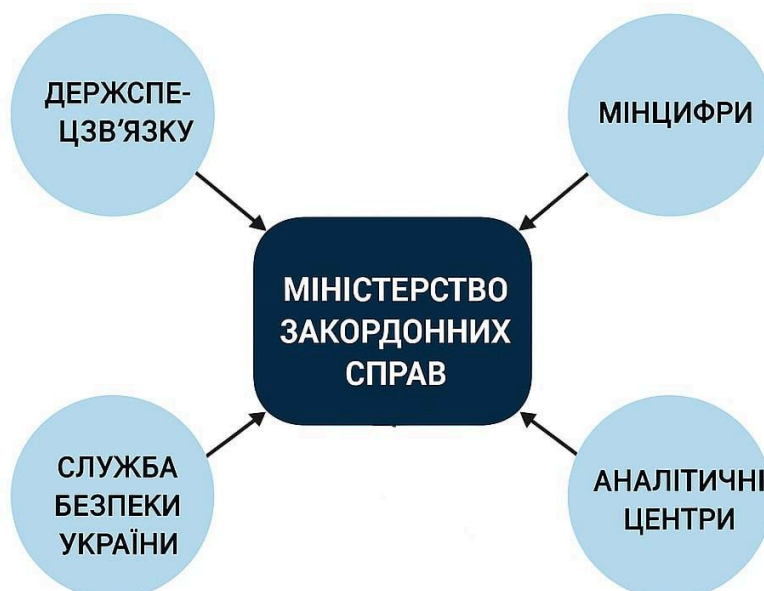 ДЕРЖСПЕ-
ЦЗВ'ЯЗКУ
МІНЦИФРИ
МІНІСТЕРСТВО
ЗАКОРДОННИХ
СПРАВ
СЛУЖБА
БЕЗПЕКИ
УКРАЇНИ
АНАЛІТИЧНІ
ЦЕНТРИ